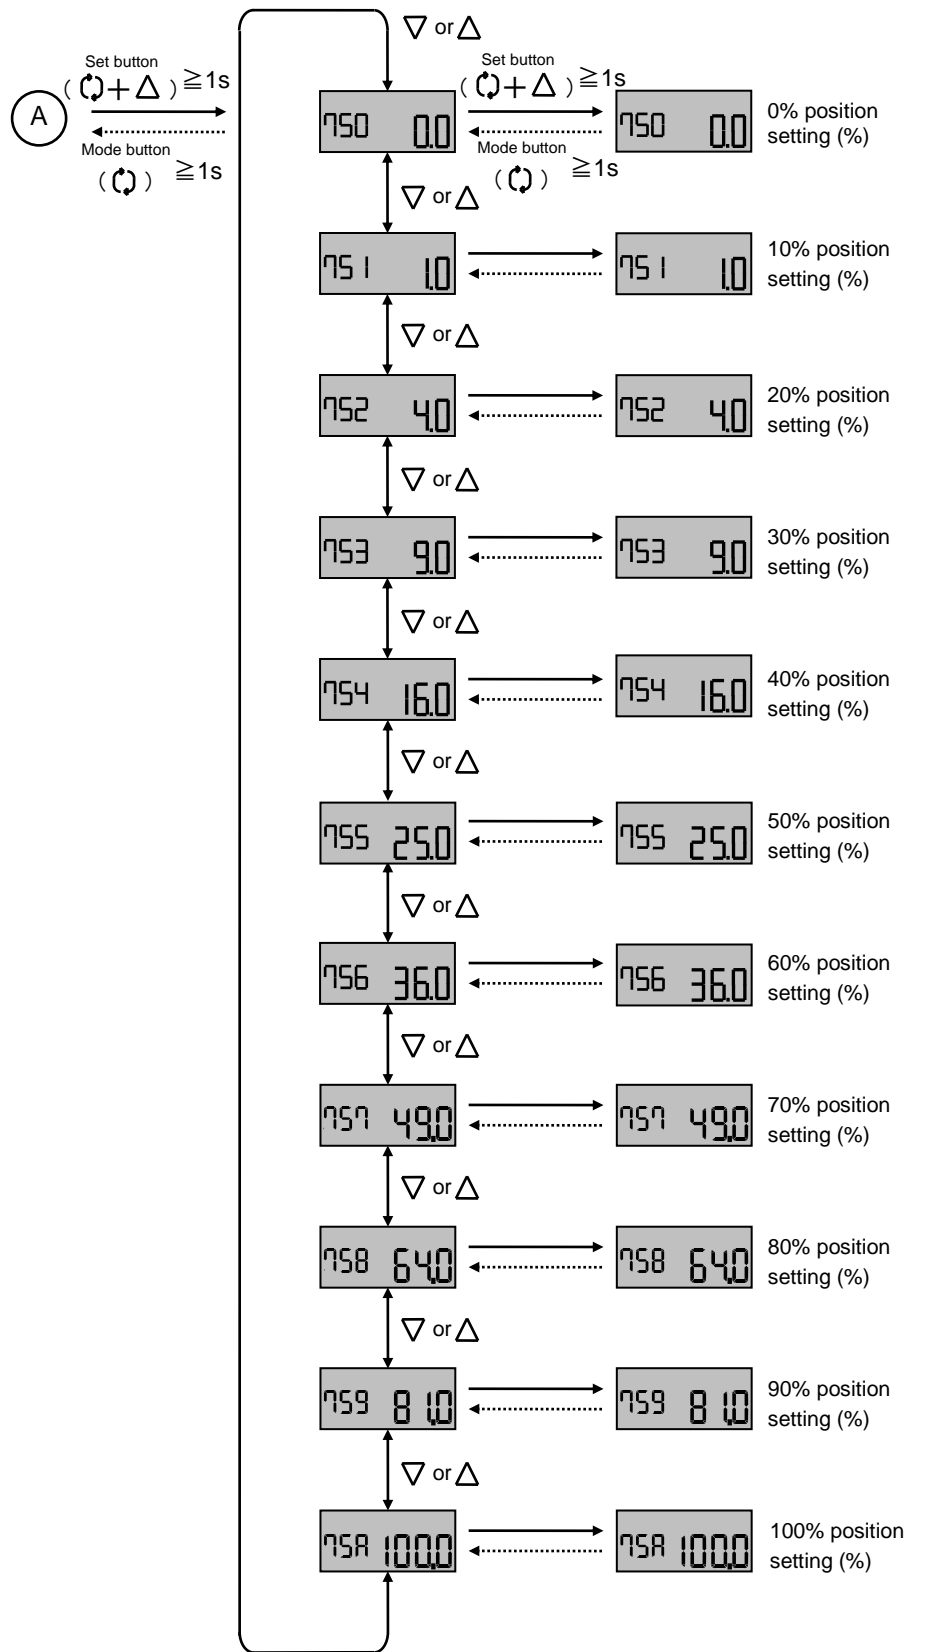 ▽ or △
Set button
( + △ ) ≧1s
A
Mode button
( ) ≧1s
Set button
( + △ ) ≧1s
Mode button
( ) ≧1s
750 0.0
750 0.0
0% position
setting (%)
▽ or △
751 1.0
751 1.0
10% position
setting (%)
▽ or △
752 4.0
752 4.0
20% position
setting (%)
▽ or △
753 9.0
753 9.0
30% position
setting (%)
▽ or △
754 16.0
754 16.0
40% position
setting (%)
▽ or △
755 25.0
755 25.0
50% position
setting (%)
▽ or △
756 36.0
756 36.0
60% position
setting (%)
▽ or △
757 49.0
757 49.0
70% position
setting (%)
▽ or △
758 64.0
758 64.0
80% position
setting (%)
▽ or △
759 81.0
759 81.0
90% position
setting (%)
▽ or △
75A 100.0
75A 100.0
100% position
setting (%)